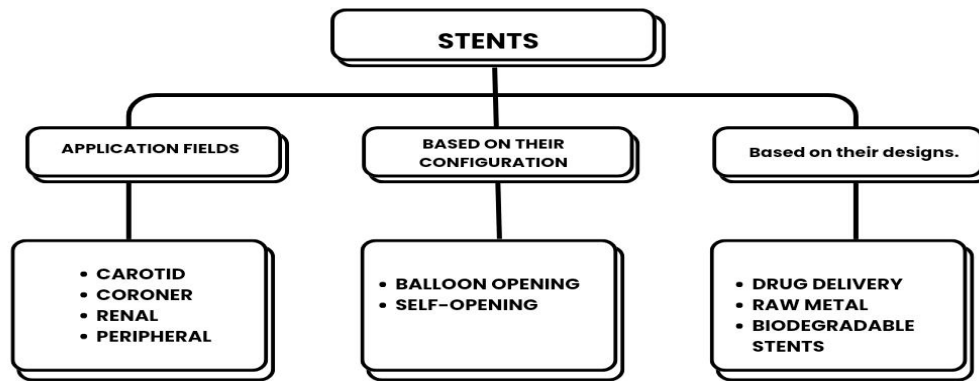 STENTS
APPLICATION FIELDS
BASED ON THEIR
CONFIGURATION
Based on their designs.
• CAROTID
• CORONER
• RENAL
• PERIPHERAL
• BALLOON OPENING
• SELF-OPENING
• DRUG DELIVERY
• RAW METAL
• BIODEGRADABLE
STENTS